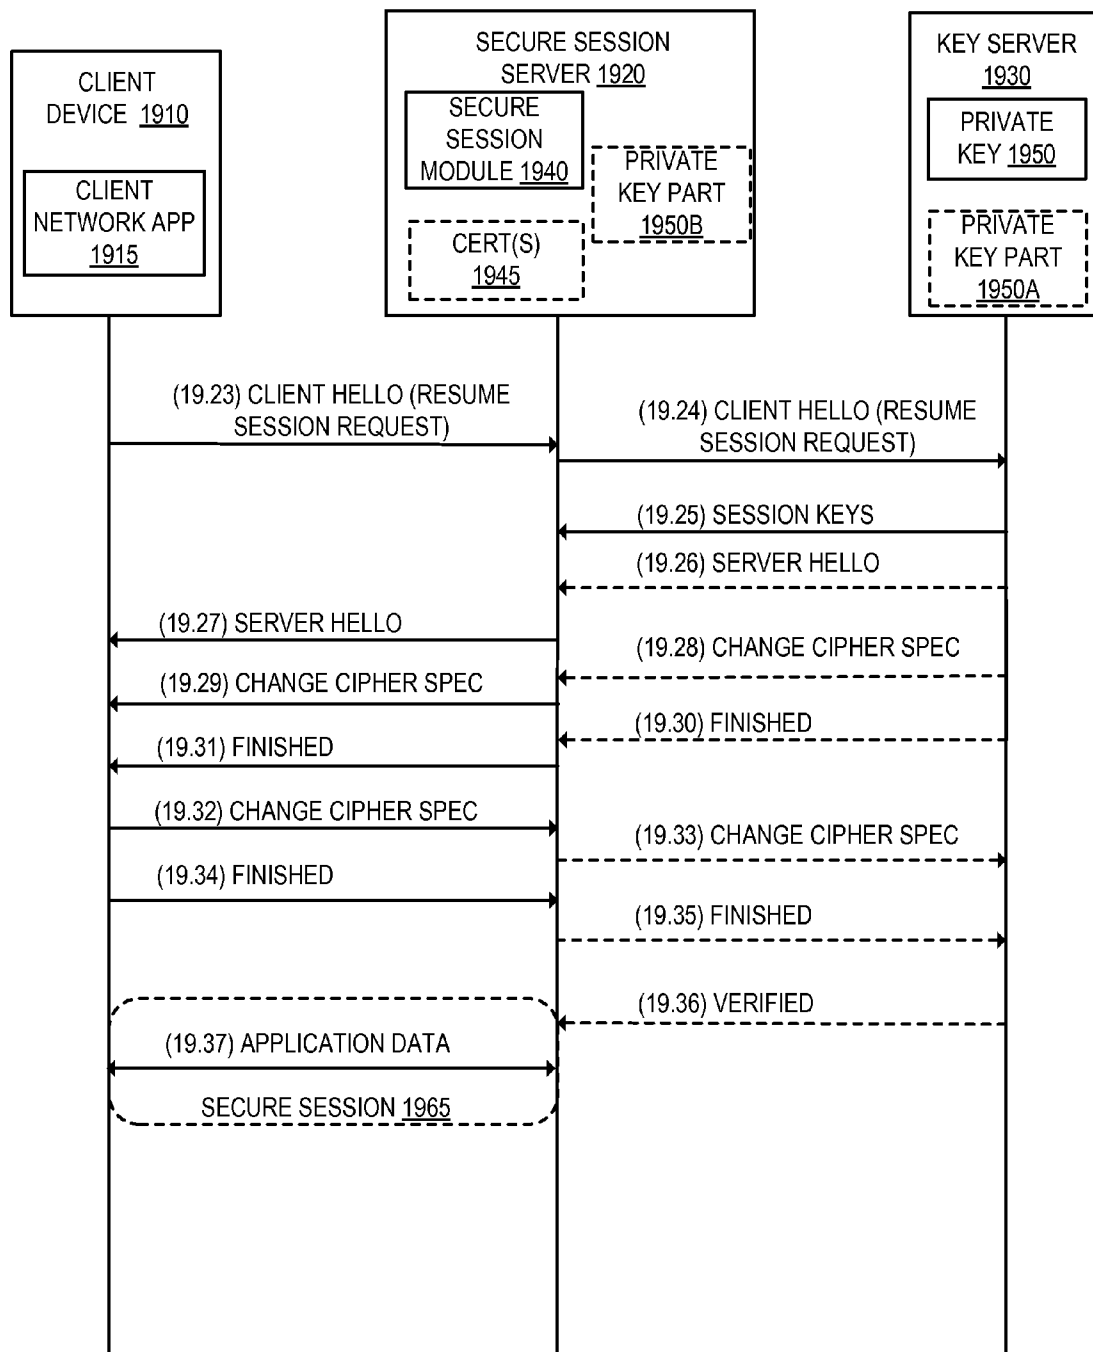 CLIENT
DEVICE 1910
CLIENT
NETWORK APP
1915
SECURE SESSION
SERVER 1920
SECURE
SESSION
MODULE 1940
PRIVATE
KEY PART
1950B
CERT(S)
1945
KEY SERVER
1930
PRIVATE
KEY 1950
PRIVATE
KEY PART
1950A
(19.23) CLIENT HELLO (RESUME
SESSION REQUEST)
(19.24) CLIENT HELLO (RESUME
SESSION REQUEST)
(19.25) SESSION KEYS
(19.26) SERVER HELLO
(19.27) SERVER HELLO
(19.28) CHANGE CIPHER SPEC
(19.29) CHANGE CIPHER SPEC
(19.30) FINISHED
(19.31) FINISHED
(19.32) CHANGE CIPHER SPEC
(19.33) CHANGE CIPHER SPEC
(19.34) FINISHED
(19.35) FINISHED
(19.36) VERIFIED
(19.37) APPLICATION DATA
SECURE SESSION 1965